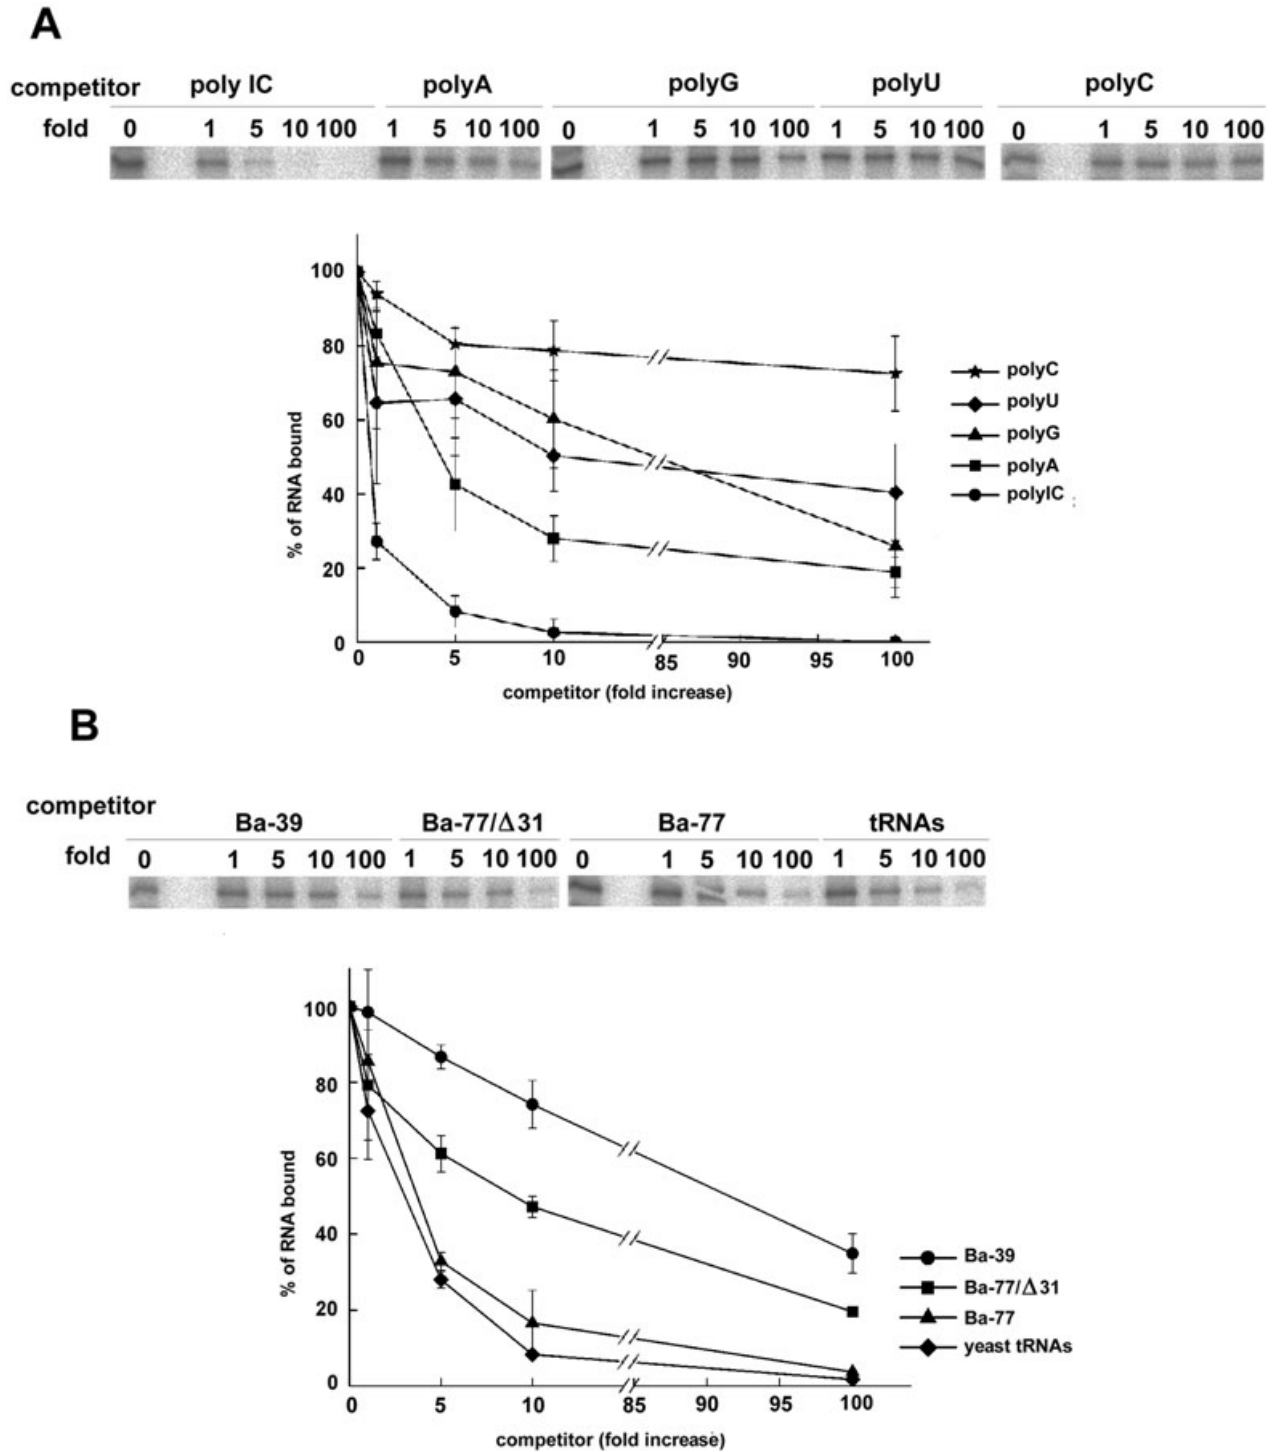 A
competitor poly IC polyA polyG polyU polyC
fold 0 1 5 10 100 1 5 10 100 0 1 5 10 100 1 5 10 100 0 1 5 10 100
100
80
60
40
20
0
% of RNA bound
0 5 10 85 90 95 100
competitor (fold increase)
polyC
polyU
polyG
polyA
polyIC
B
competitor Ba-39 Ba-77/Δ31 Ba-77 tRNAs
fold 0 1 5 10 100 1 5 10 100 0 1 5 10 100 1 5 10 100
100
80
60
40
20
0
% of RNA bound
0 5 10 85 90 95 100
competitor (fold increase)
Ba-39
Ba-77/Δ31
Ba-77
yeast tRNAs